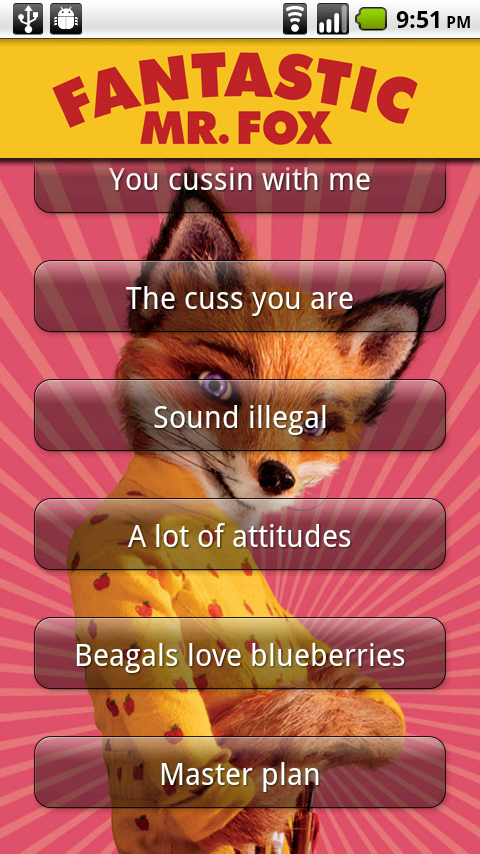 9:51 PM
FANTASTIC
MR. FOX
You cussin with me
The cuss you are
Sound illegal
A lot of attitudes
Beagals love blueberries
Master plan